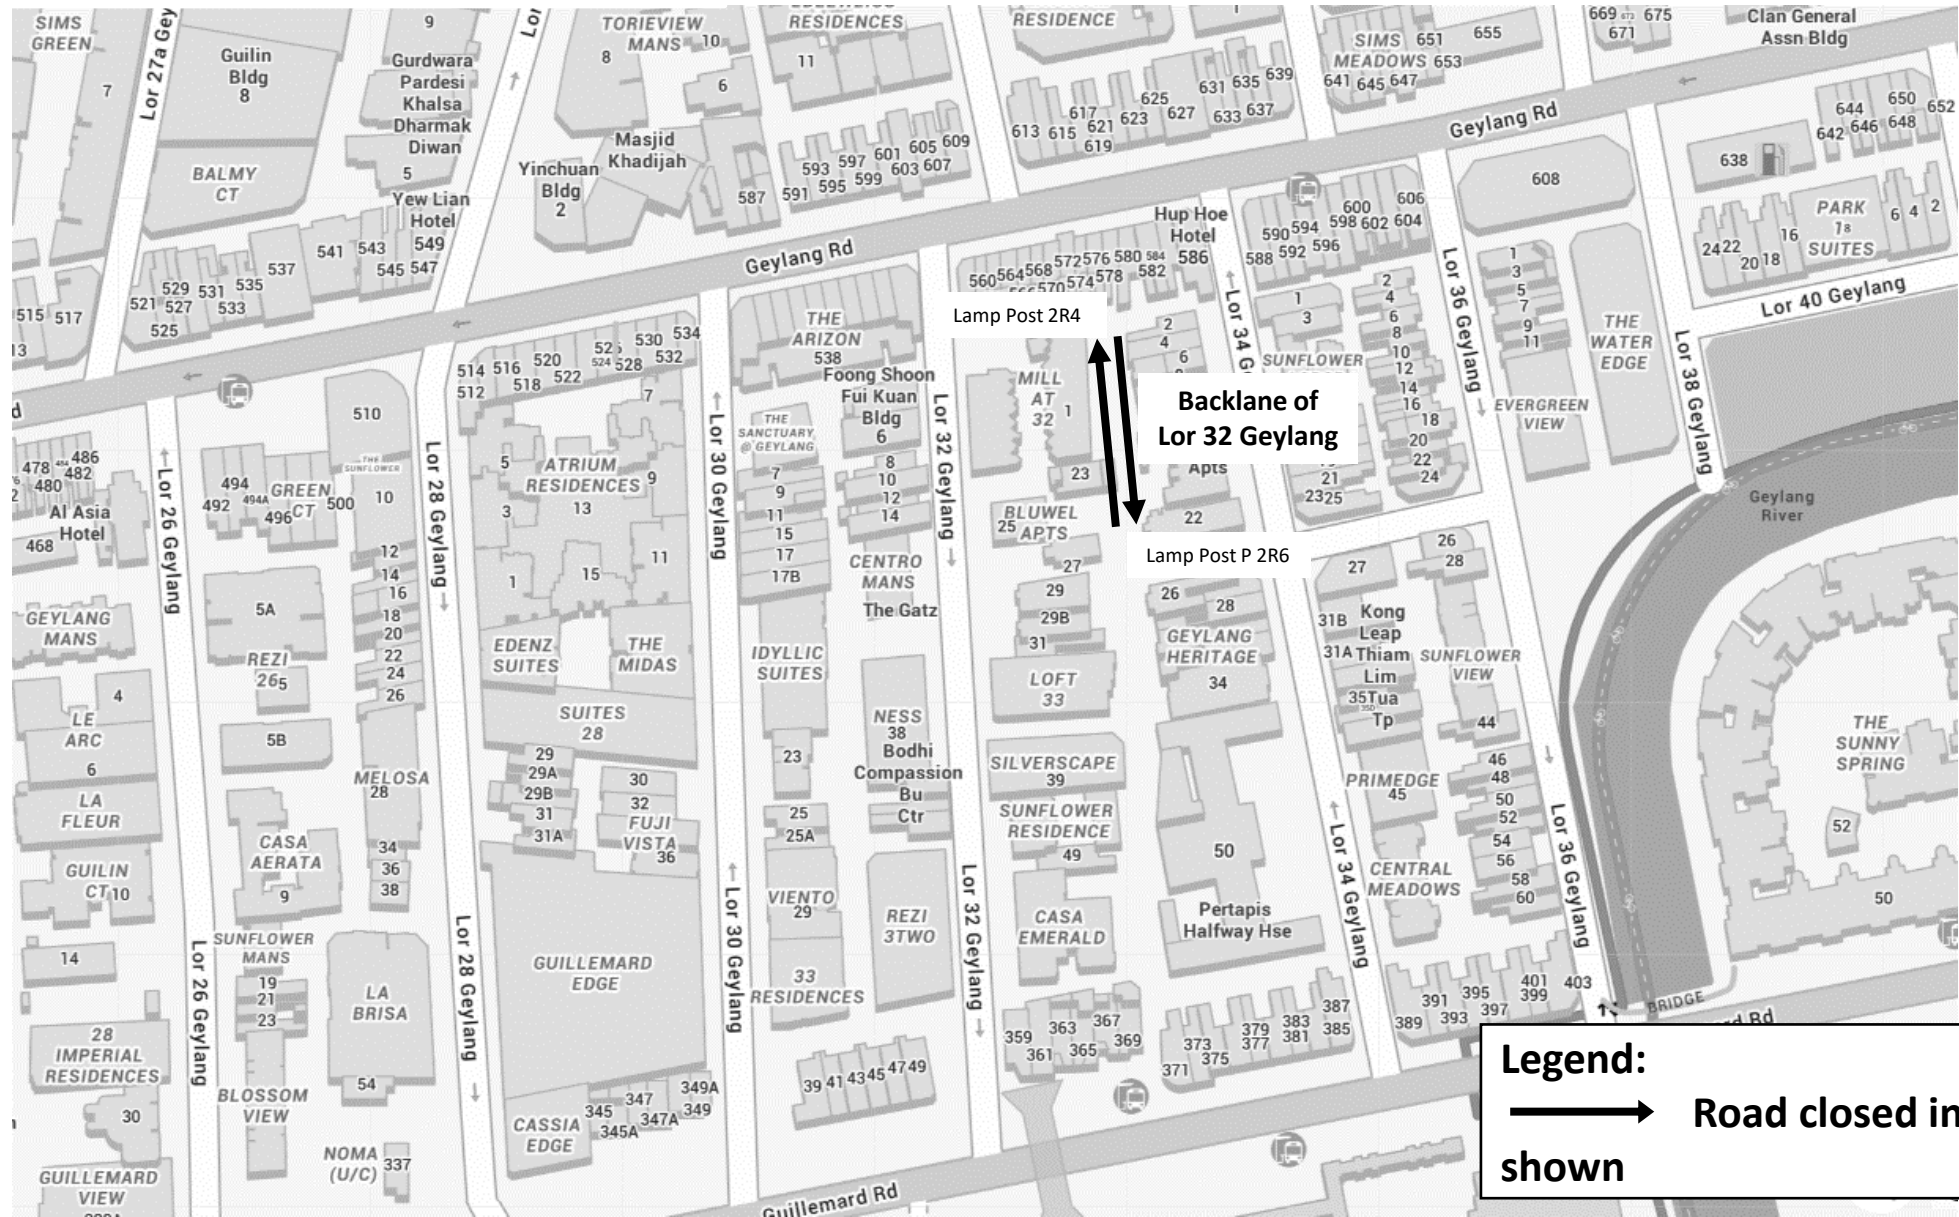 SIMS
GREEN
7
Lor 27a Gey
Guilin
Bldg
8
9
Gurdwara
Pardesi
Khalsa
Dharmak
Diwan
5
Lor
TORIEVIEW
MANS
10
8
6
RESIDENCES
11
RESIDENCE
SIMS
MEADOWS
651
655
653
641 645 647
669 673 675
671
Clan General
Assn Bldg
BALMY
CT
Yew Lian
Hotel
Yinchuan
Bldg
2
Masjid
Khadijah
587
591
593
595
597
599
601
603
605
607
609
613
615
617
619
621
623
625
627
631
633
635
637
639
Geylang Rd
638
642
644
646
648
650
652
521
525
527
529
531
533
535
537
541
543
545
547
549
515
517
13
Geylang Rd
560
564
568
570
572
574
576
578
580
582
584
Hup Hoe
Hotel
586
588
590
592
594
596
598
600
602
604
606
608
24
22
20
18
16
PARK
SUITES
18
6
4
2
Lor 40 Geylang
Lamp Post 2R4
Backlane of
Lor 32 Geylang
Lamp Post P 2R6
Lor 34 G
2
4
6
Apts
22
1
3
SUNFLOWER
21
23
25
2
4
6
8
10
12
14
16
18
20
22
24
Lor 36 Geylang
1
3
5
7
9
11
EVERGREEN
VIEW
THE
WATER
EDGE
Lor 38 Geylang
Geylang
River
512
514
516
518
520
522
524
528
530
532
534
THE
ARIZON
538
Foong Shoon
Fui Kuan
Bldg
6
MILL
AT
32
1
23
510
THE
SUNFLOWER
10
478
480
482
484
486
Al Asia
Hotel
468
Lor 26 Geylang
492
494
494A
496
GREEN
CT
500
Lor 28 Geylang
5
3
1
7
9
11
13
15
ATRIUM
RESIDENCES
Lor 30 Geylang
THE
SANCTUARY
@ GEYLANG
7
9
11
15
17
17B
8
10
12
14
CENTRO
MANS
The Gatz
Lor 32 Geylang
25
BLUWEL
APTS
27
29
29B
31
LOFT
33
26
28
GEYLANG
HERITAGE
34
27
26
28
31B
31A
35
35D
Kong
Leap
Thiam
Lim
Tua
Tp
SUNFLOWER
VIEW
44
GEYLANG
MANS
4
LE
ARC
6
LA
FLEUR
5A
REZI
26
5
5B
12
14
16
18
20
22
24
26
MELOSA
28
34
36
38
EDENZ
SUITES
THE
MIDAS
SUITES
28
29
29A
29B
31
31A
30
32
FUJI
VISTA
36
IDYLLIC
SUITES
23
25
25A
VIENTO
29
NESS
38
Bodhi
Compassion
Bu
Ctr
SILVERSCAPE
39
SUNFLOWER
RESIDENCE
49
50
PRIMEDGE
45
46
48
50
52
54
56
58
60
THE
SUNNY
SPRING
52
50
GUILIN
CT
10
14
CASA
AERATA
9
SUNFLOWER
MANS
19
21
23
LA
BRISA
54
GUILLEMARD
EDGE
Lor 26 Geylang
Lor 28 Geylang
Lor 30 Geylang
33
RESIDENCES
REZI
3TWO
Lor 32 Geylang
CASA
EMERALD
Pertapis
Halfway Hse
Lor 34 Geylang
CENTRAL
MEADOWS
Lor 36 Geylang
28
IMPERIAL
RESIDENCES
30
BLOSSOM
VIEW
NOMA
(U/C)
337
GUILLEMARD
VIEW
CASSIA
EDGE
345
345A
347
347A
349
349A
39 41 43 45 47 49
Guillemard Rd
359
361
363
365
367
369
371
373
375
377
379
381
383
385
387
389
391
393
395
397
399
401
403
BRIDGE
rd Rd
Legend:
Road closed in
shown